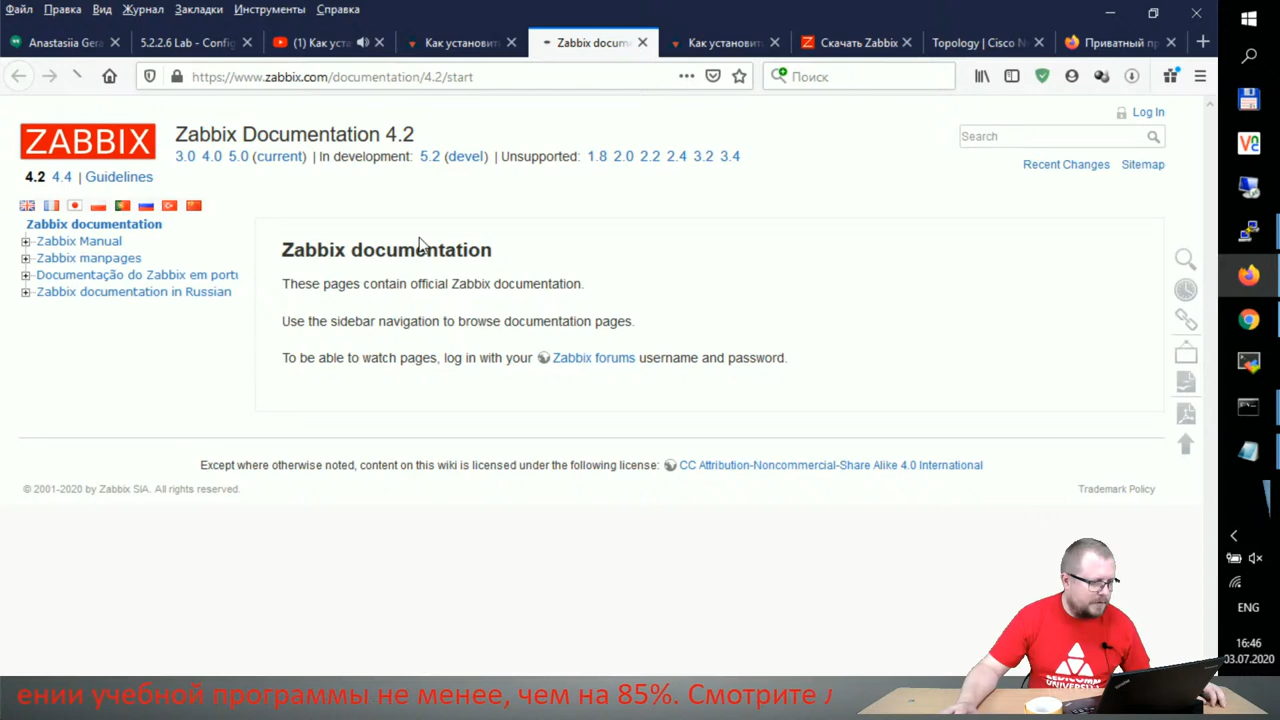 Файл Правка Вид Журнал Закладки Инструменты Справка
Anastasiia Gera 5.2.2.6 Lab - Config (1) Как уста Как установит Zabbix docum Как установит Скачать Zabbix Topology | Cisco N Приватный пр
https://www.zabbix.com/documentation/4.2/start Поиск
ZABBIX
Zabbix Documentation 4.2
Log In
3.0 4.0 5.0 (current) | In development: 5.2 (devel) | Unsupported: 1.8 2.0 2.2 2.4 3.2 3.4
Search
Recent Changes Sitemap
4.2 4.4 | Guidelines
Zabbix documentation
Zabbix Manual
Zabbix manpages
Documentação do Zabbix em portu
Zabbix documentation in Russian
Zabbix documentation
These pages contain official Zabbix documentation.
Use the sidebar navigation to browse documentation pages.
To be able to watch pages, log in with your Zabbix forums username and password.
Except where otherwise noted, content on this wiki is licensed under the following license: CC Attribution-Noncommercial-Share Alike 4.0 International
© 2001-2020 by Zabbix SIA. All rights reserved.
Trademark Policy
ENG
16:46
03.07.2020
SEDICOMM
UNIVERSITY
ении учебной программы не менее, чем на 85%. Смотрите